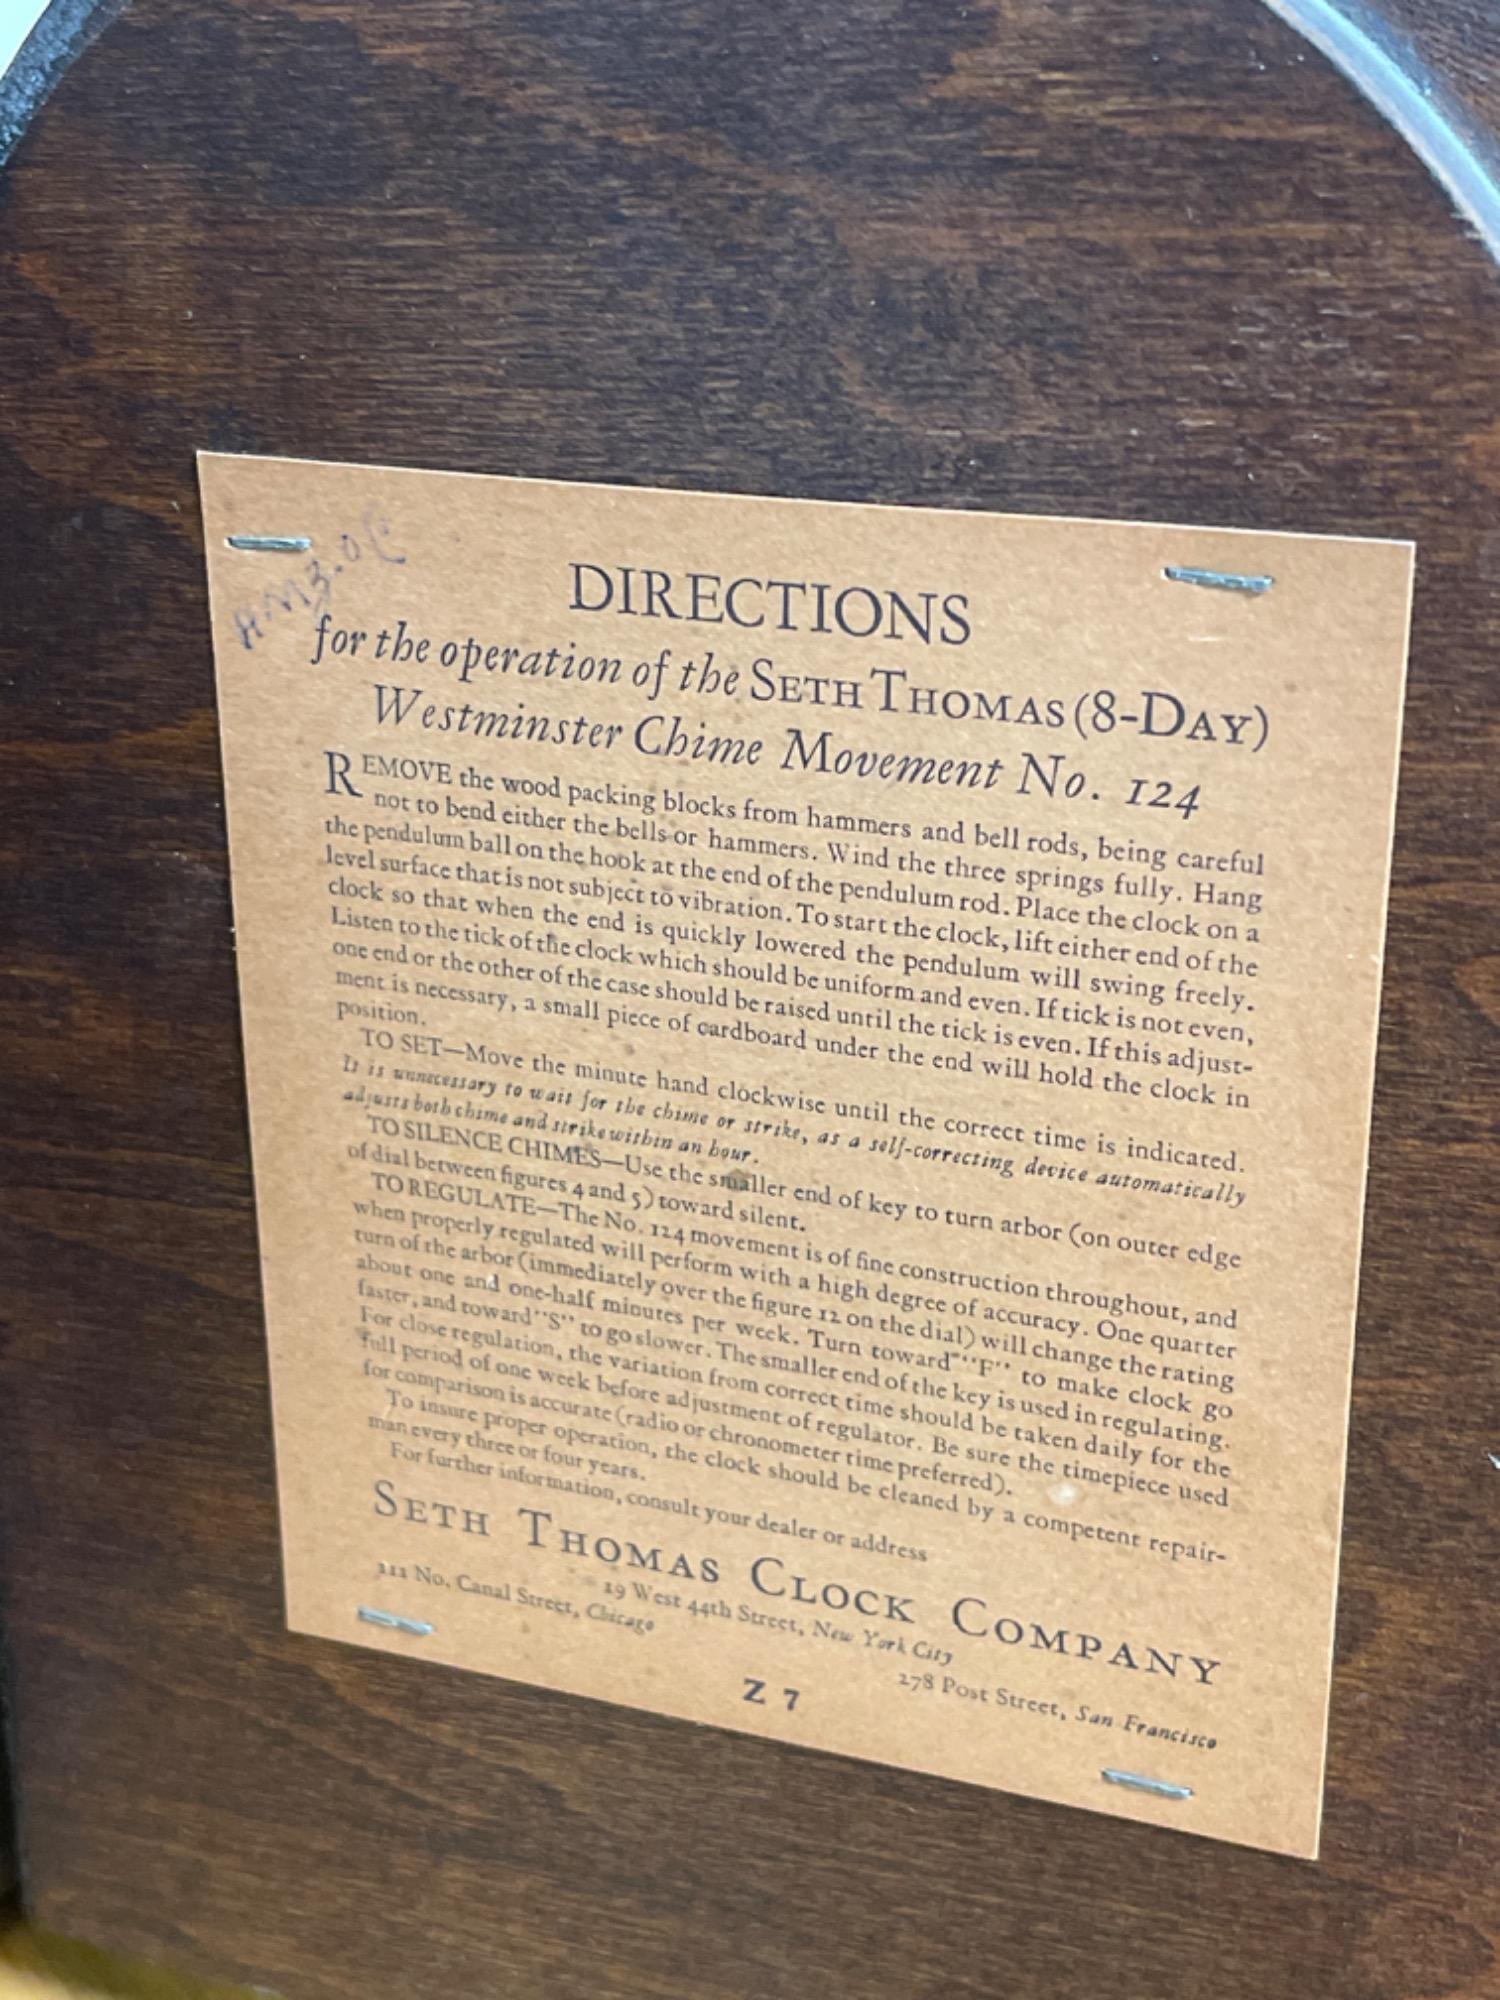 DIRECTIONS
for the operation of the SETH THOMAS (8-DAY)
Westminster Chime Movement No. 124
REMOVE the wood packing blocks from hammers and bell rods, being careful
not to bend either the bells or hammers. Wind the three springs fully. Hang
the pendulum ball on the hook at the end of the pendulum rod. Place the clock on a
level surface that is not subject to vibration. To start the clock, lift either end of the
clock so that when the end is quickly lowered the pendulum will swing freely.
Listen to the tick of the clock which should be uniform and even. If tick is not even,
one end or the other of the case should be raised until the tick is even. If this adjust-
ment is necessary, a small piece of cardboard under the end will hold the clock in
position.
TO SET—Move the minute hand clockwise until the correct time is indicated.
It is unnecessary to wait for the chime or strike, as a self-correcting device automatically
adjusts both chime and strike within an hour.
TO SILENCE CHIMES—Use the smaller end of key to turn arbor (on outer edge
of dial between figures 4 and 5) toward silent.
TO REGULATE—The No. 124 movement is of fine construction throughout, and
when properly regulated will perform with a high degree of accuracy. One quarter
turn of the arbor (immediately over the figure 12 on the dial) will change the rating
about one and one-half minutes per week. Turn toward "F" to make clock go
faster, and toward "S" to go slower. The smaller end of the key is used in regulating.
For close regulation, the variation from correct time should be taken daily for the
full period of one week before adjustment of regulator. Be sure the timepiece used
for comparison is accurate (radio or chronometer time preferred).
To insure proper operation, the clock should be cleaned by a competent repair-
man every three or four years.
For further information, consult your dealer or address
SETH THOMAS CLOCK COMPANY
19 West 44th Street, New York City
111 No. Canal Street, Chicago
278 Post Street, San Francisco
Z 7